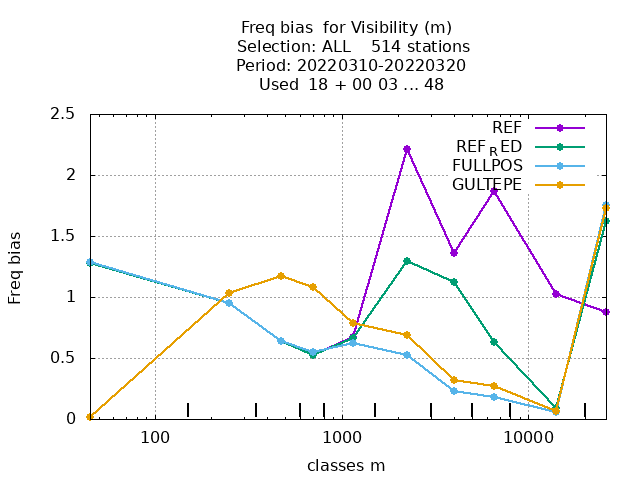 Freq bias for Visibility (m)
Selection: ALL 514 stations
Period: 20220310-20220320
Used 18 + 00 03 ... 48
2.5
2
1.5
1
0.5
0
Freq bias
REF
REF_RED
FULLPOS
GULTEPE
100
1000
10000
classes m